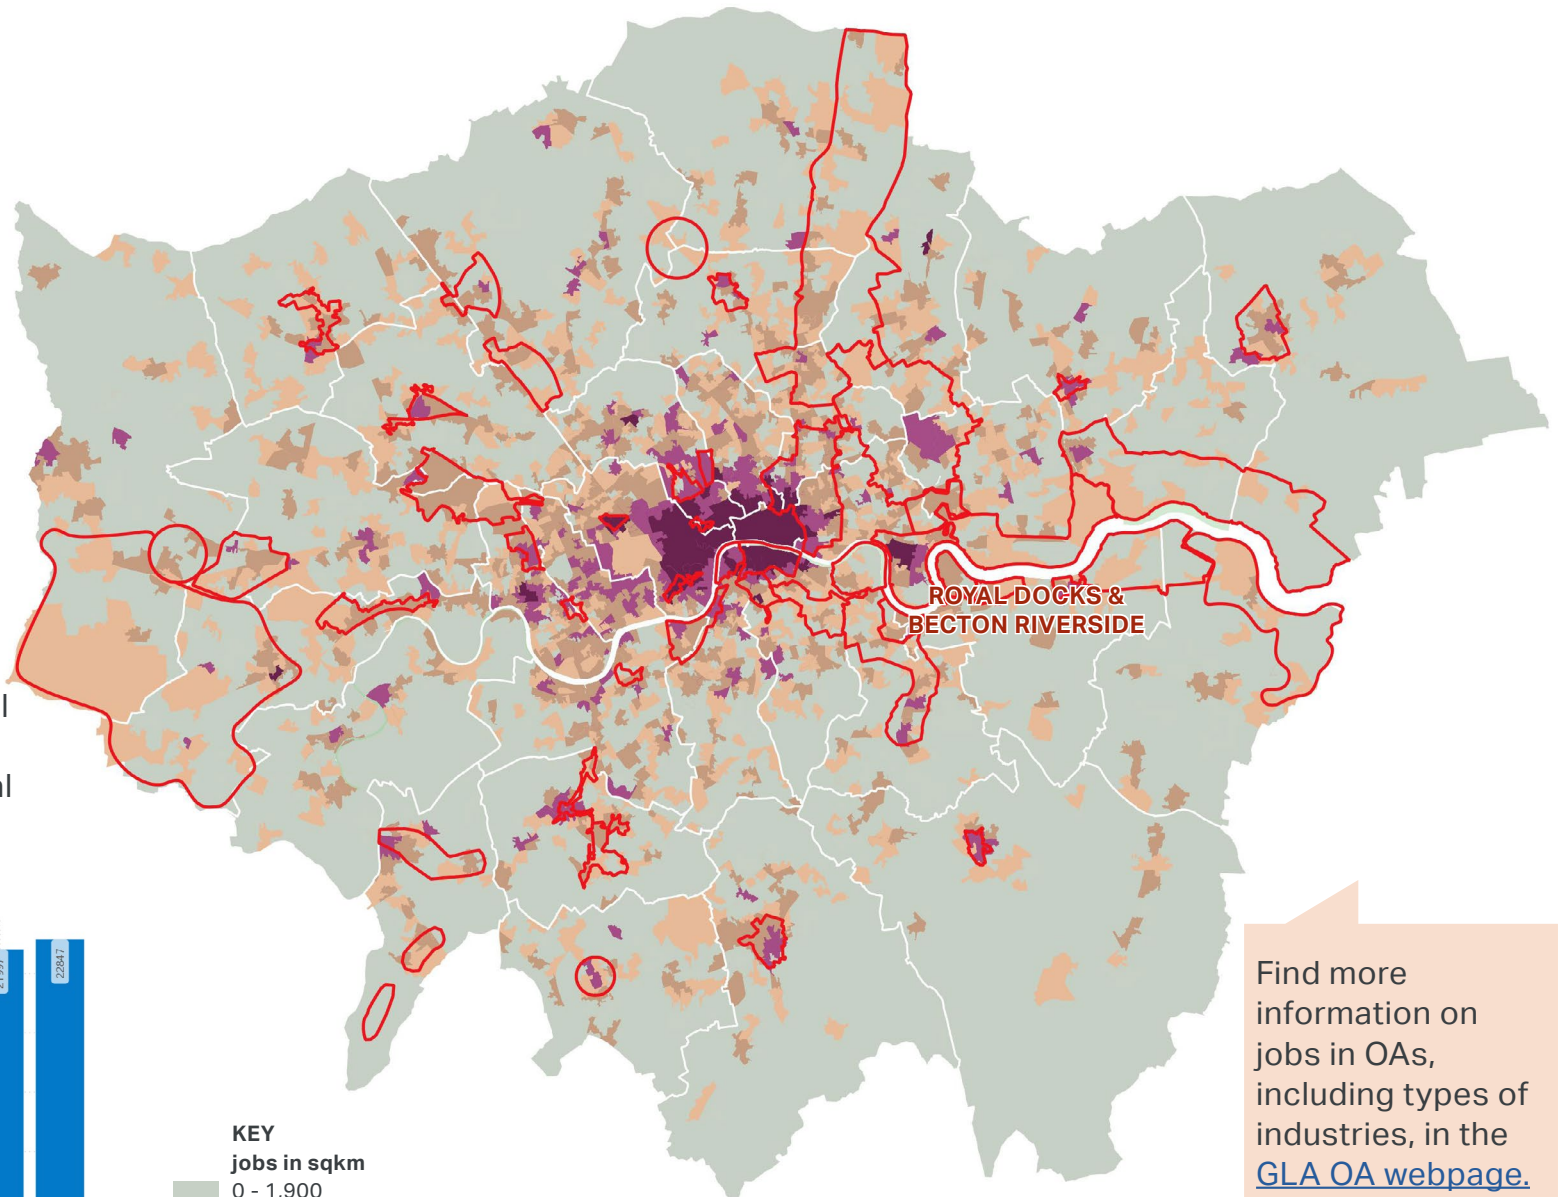 ROYAL DOCKS &
BECTON RIVERSIDE
l
al
22847
KEY
jobs in sqkm
0 - 1,900
Find more
information on
jobs in OAs,
including types of
industries, in the
GLA OA webpage.